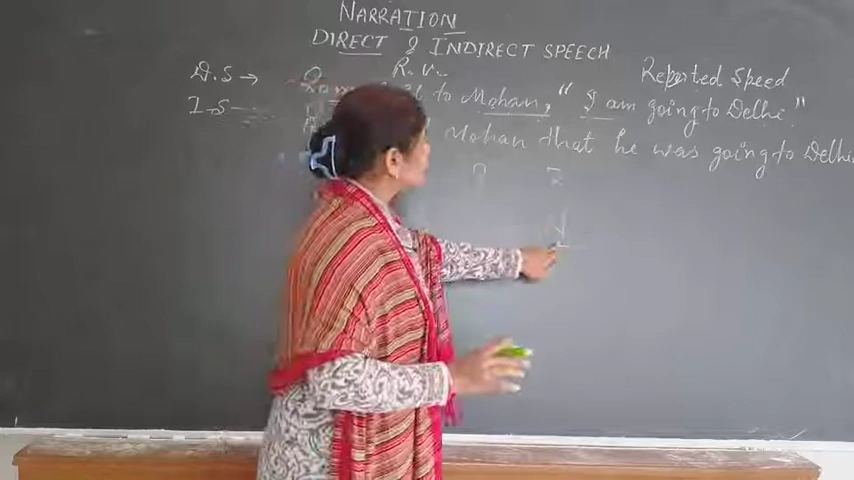 NARRATION
DIRECT & INDIRECT SPEECH
D.S → R.V. Reported Speed
to Mohan, "I am going to Delhi."
I.S Mohan that he was going to Delhi